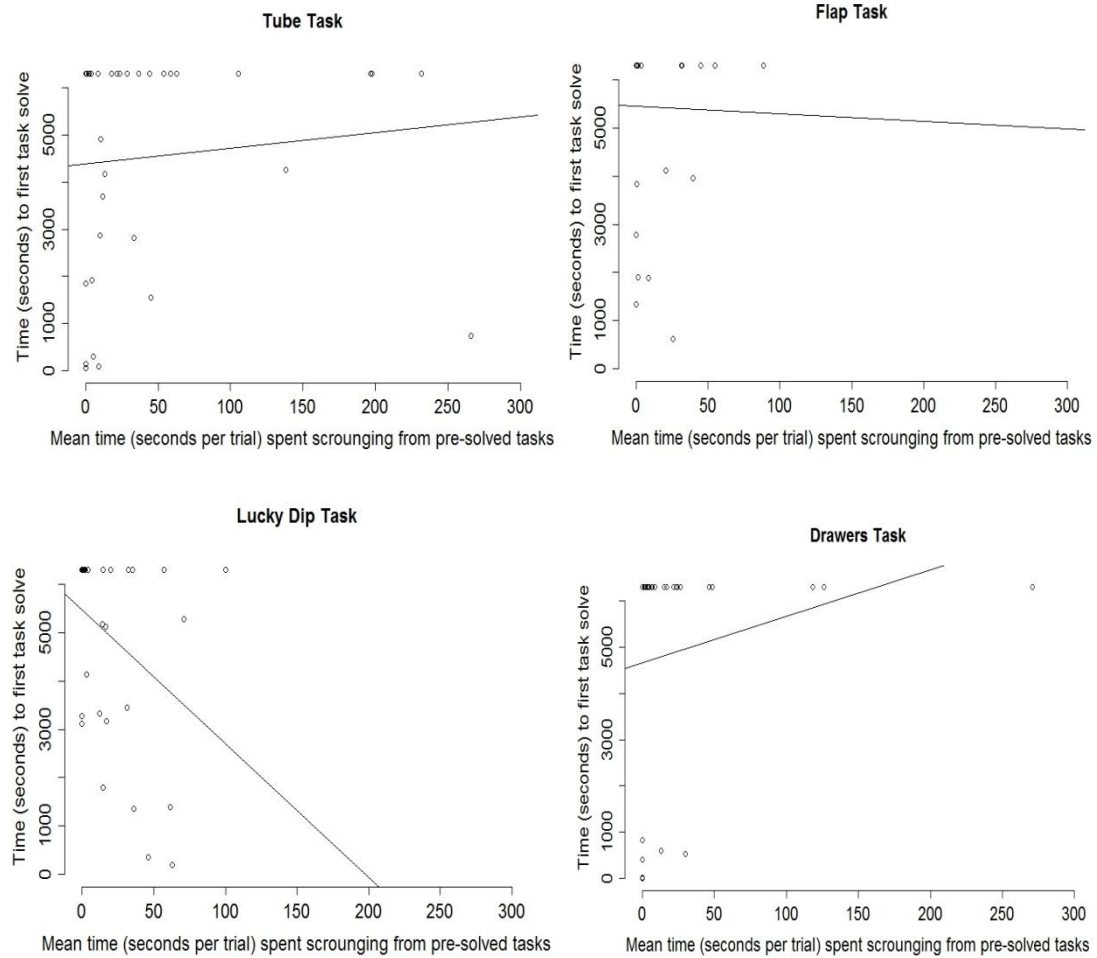 Tube Task
Time (seconds) to first task solve
5000
3000
1000
0
0 50 100 150 200 250 300
Mean time (seconds per trial) spent scrounging from pre-solved tasks
Flap Task
Time (seconds) to first task solve
5000
3000
1000
0
0 50 100 150 200 250 300
Mean time (seconds per trial) spent scrounging from pre-solved tasks
Lucky Dip Task
Time (seconds) to first task solve
5000
3000
1000
0
0 50 100 150 200 250 300
Mean time (seconds per trial) spent scrounging from pre-solved tasks
Drawers Task
Time (seconds) to first task solve
5000
3000
1000
0
0 50 100 150 200 250 300
Mean time (seconds per trial) spent scrounging from pre-solved tasks